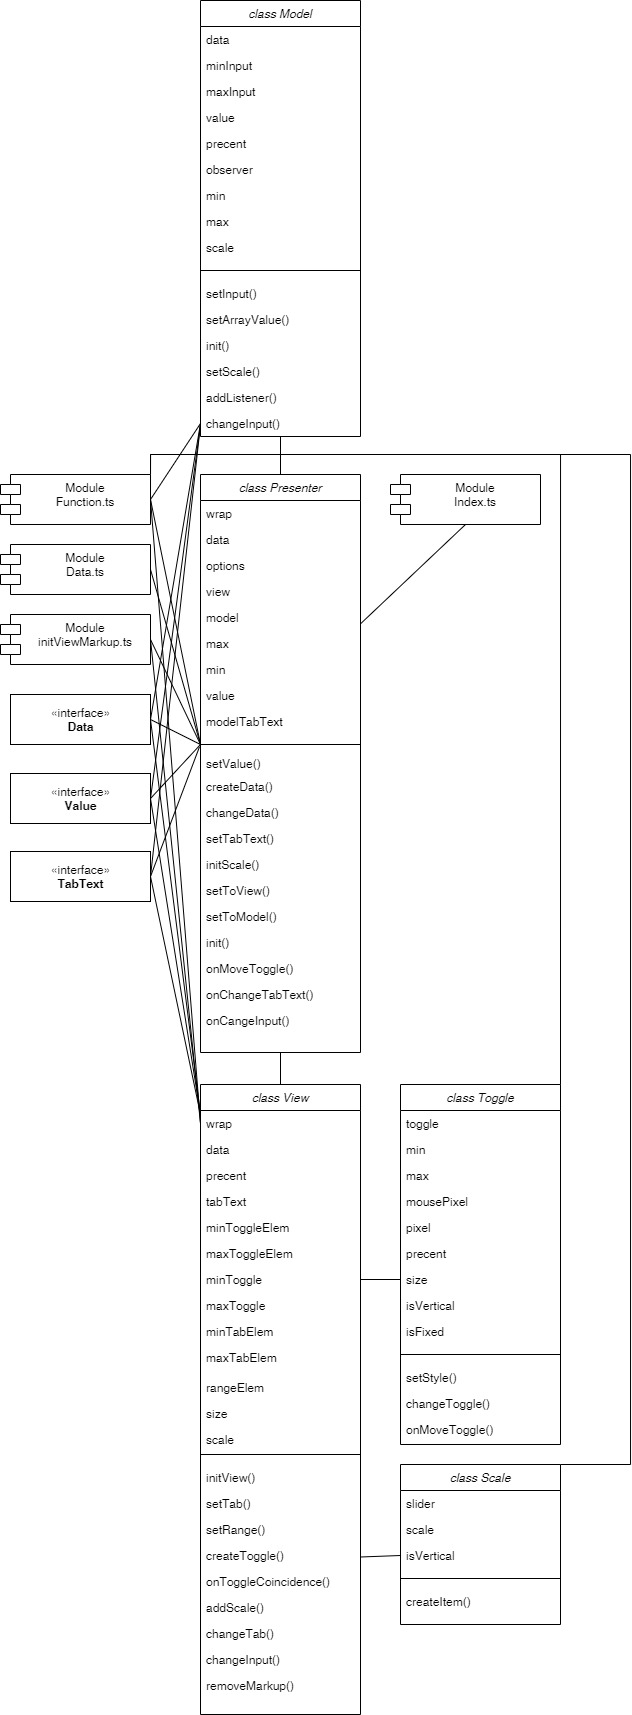 class Model
data
minInput
maxInput
value
precent
observer
min
max
scale
setInput()
setArrayValue()
init()
setScale()
addListener()
changeInput()
Module
Function.ts
Module
Data.ts
Module
initViewMarkup.ts
«interface»
Data
«interface»
Value
«interface»
TabText
class Presenter
wrap
data
options
view
model
max
min
value
modelTabText
setValue()
createData()
changeData()
setTabText()
initScale()
setToView()
setToModel()
init()
onMoveToggle()
onChangeTabText()
onCangeInput()
Module
Index.ts
class View
wrap
data
precent
tabText
minToggleElem
maxToggleElem
minToggle
maxToggle
minTabElem
maxTabElem
rangeElem
size
scale
initView()
setTab()
setRange()
createToggle()
onToggleCoincidence()
addScale()
changeTab()
changeInput()
removeMarkup()
class Toggle
toggle
min
max
mousePixel
pixel
precent
size
isVertical
isFixed
setStyle()
changeToggle()
onMoveToggle()
class Scale
slider
scale
isVertical
createItem()